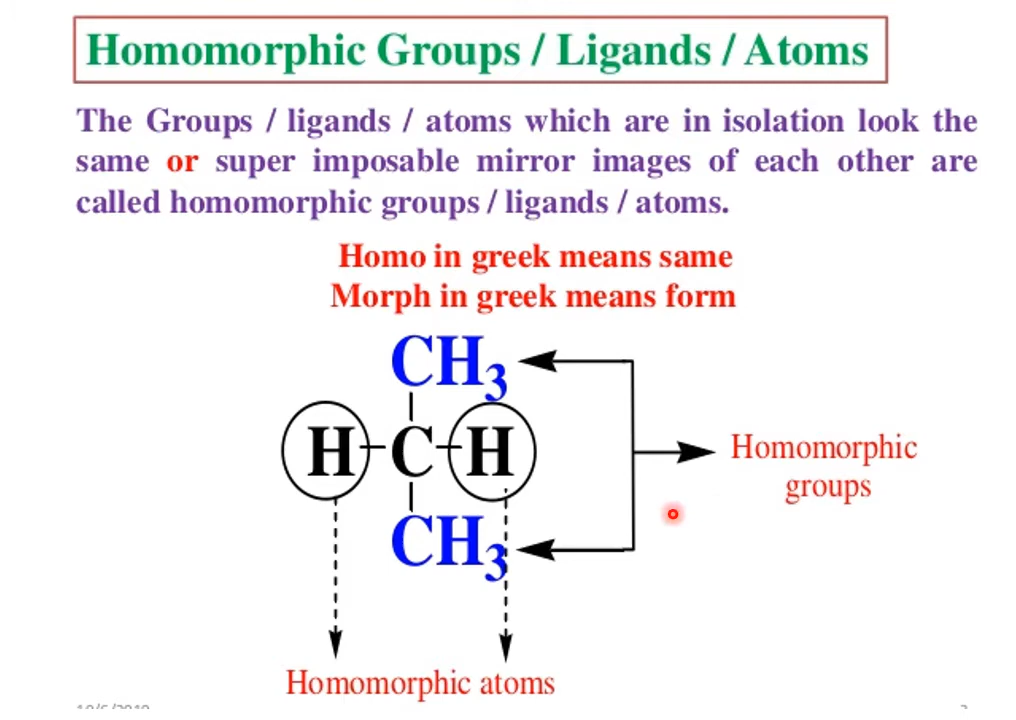 Homomorphic Groups / Ligands / Atoms
The Groups / ligands / atoms which are in isolation look the
same or super imposable mirror images of each other are
called homomorphic groups / ligands / atoms.
Homo in greek means same
Morph in greek means form
CH3
H C H
Homomorphic
groups
CH3
Homomorphic atoms